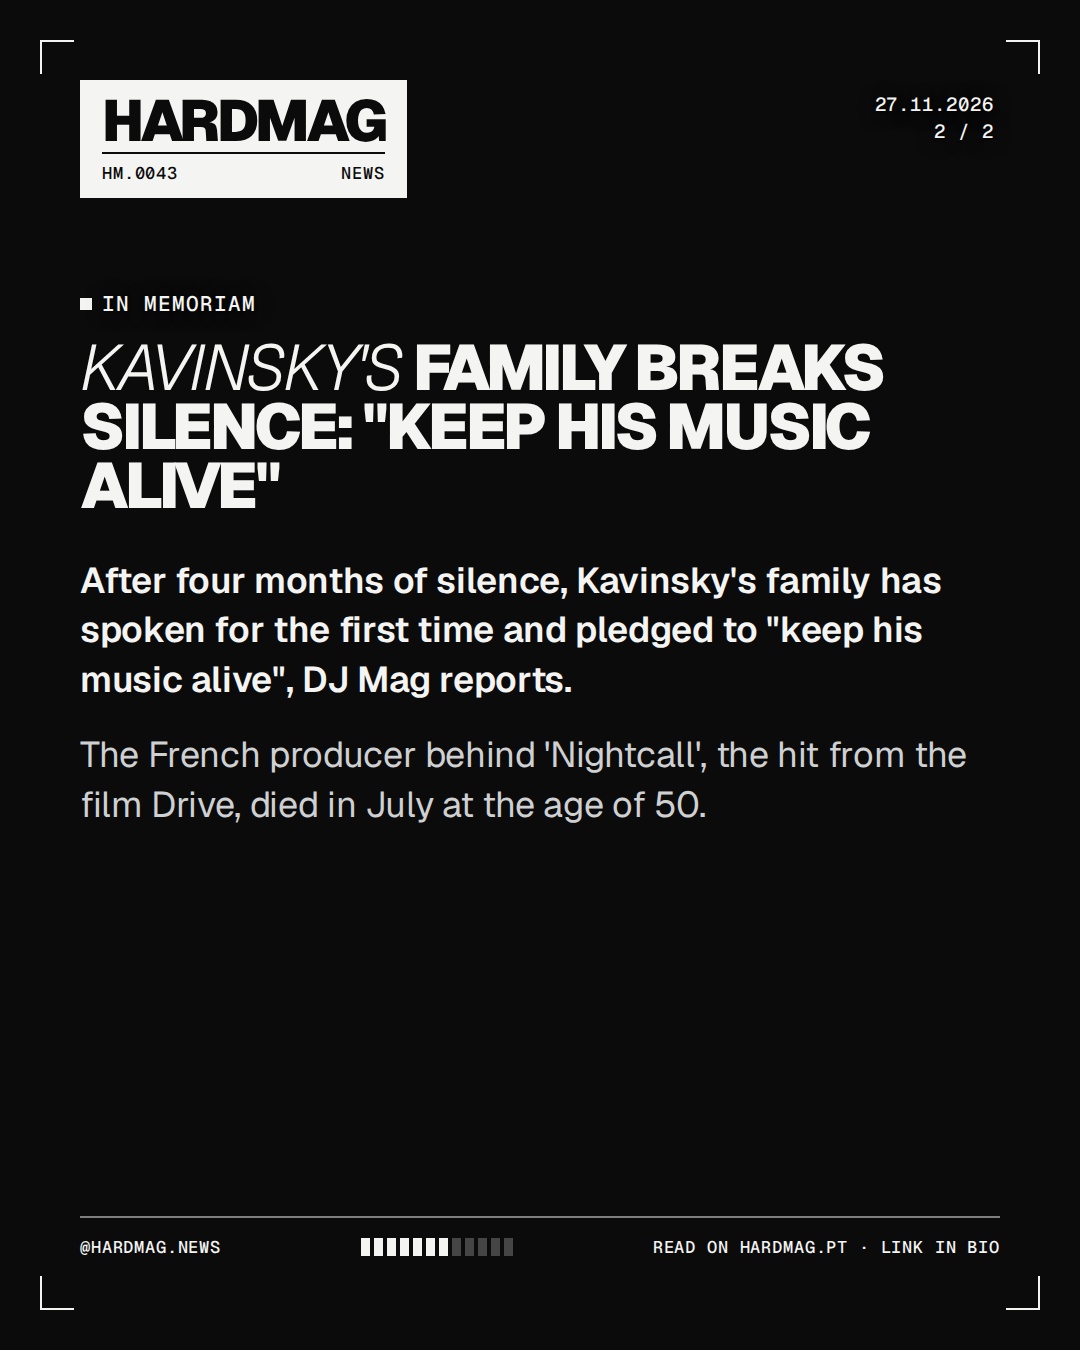 HARDMAG
HM.0043 NEWS
27.11.2026
2 / 2
IN MEMORIAM
KAVINSKY'S FAMILY BREAKS
SILENCE: "KEEP HIS MUSIC
ALIVE"
After four months of silence, Kavinsky's family has
spoken for the first time and pledged to "keep his
music alive", DJ Mag reports.
The French producer behind 'Nightcall', the hit from the
film Drive, died in July at the age of 50.
@HARDMAG.NEWS
READ ON HARDMAG.PT · LINK IN BIO